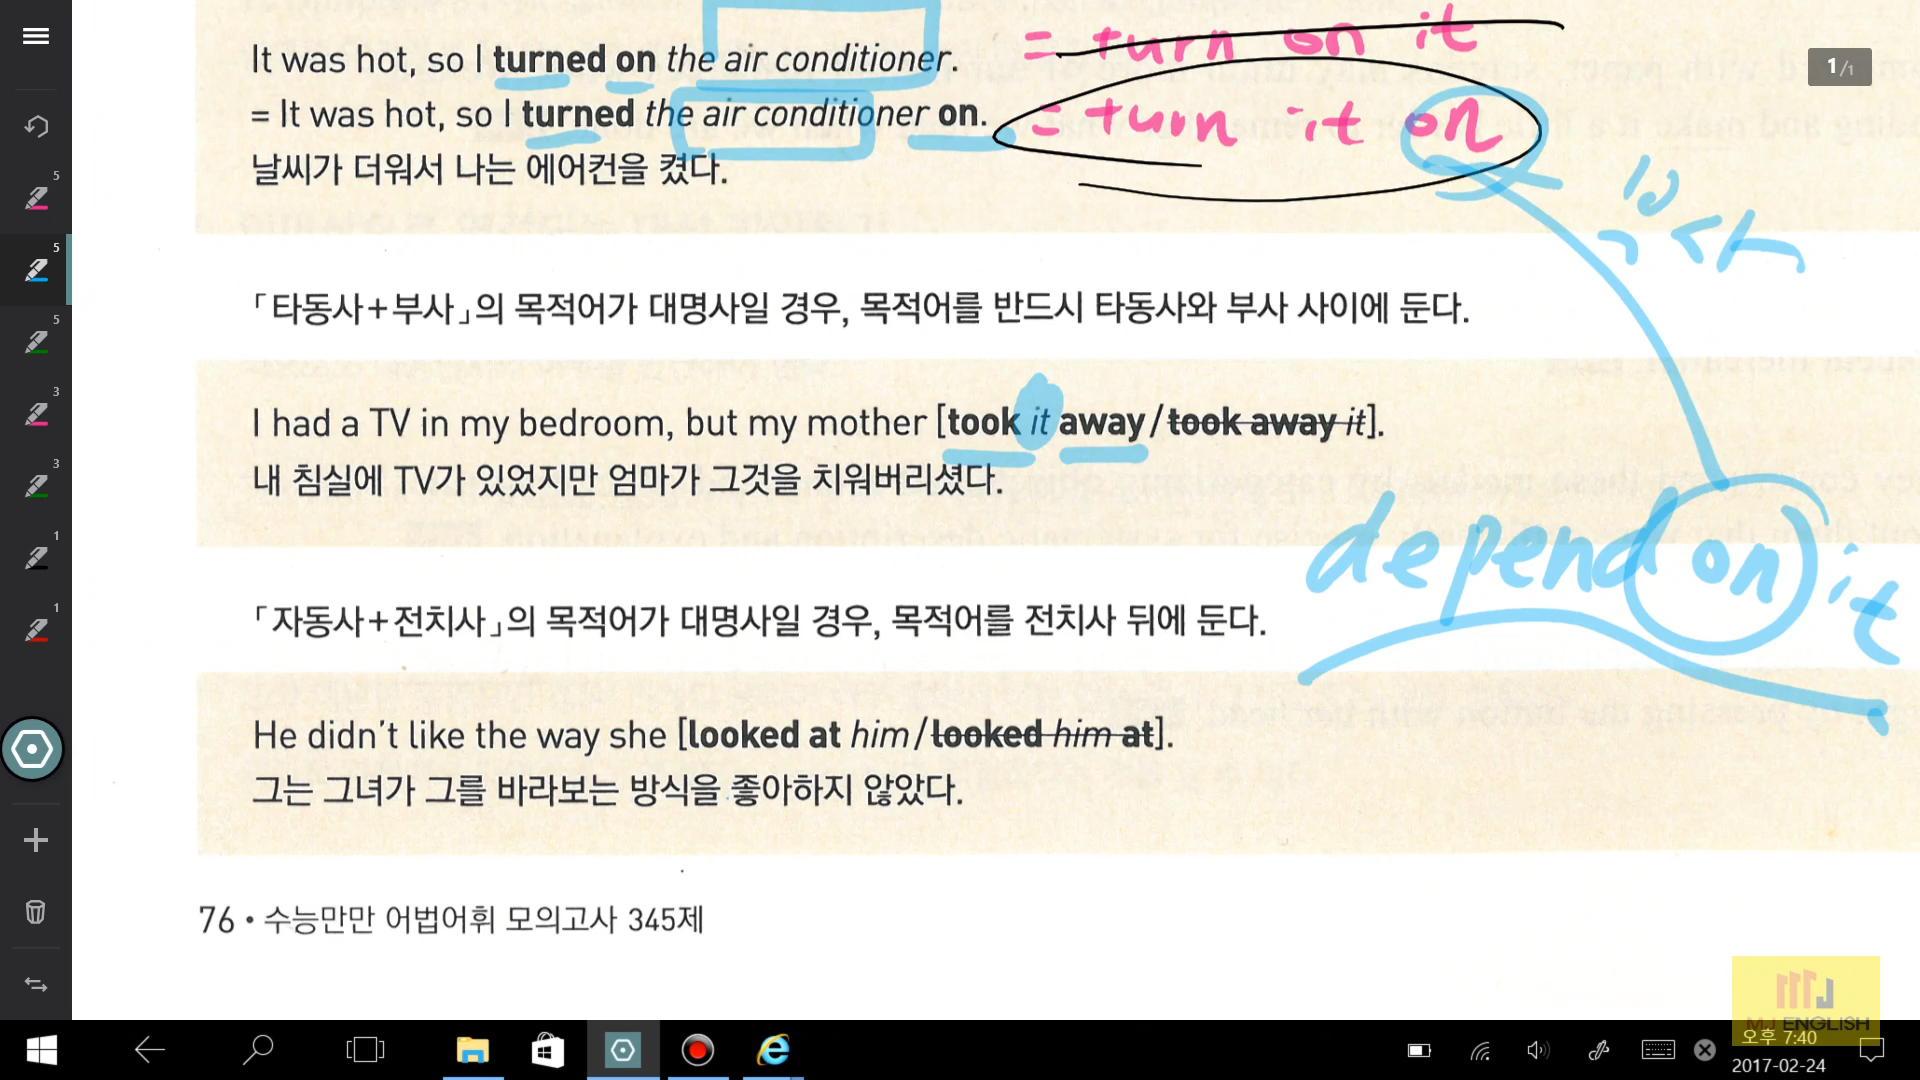 It was hot, so I turned on the air conditioner.
= turn on it
= It was hot, so I turned the air conditioner on.
= turn it on
날씨가 더워서 나는 에어컨을 켰다.
「타동사+부사」의 목적어가 대명사일 경우, 목적어를 반드시 타동사와 부사 사이에 둔다.
I had a TV in my bedroom, but my mother [took it away/took away it].
내 침실에 TV가 있었지만 엄마가 그것을 치워버리셨다.
depend on it
「자동사+전치사」의 목적어가 대명사일 경우, 목적어를 전치사 뒤에 둔다.
He didn't like the way she [looked at him/looked him at].
그는 그녀가 그를 바라보는 방식을 좋아하지 않았다.
76 • 수능만만 어법어휘 모의고사 345제
1/1
5
5
5
3
3
1
1
MJ ENGLISH
오후 7:40
2017-02-24